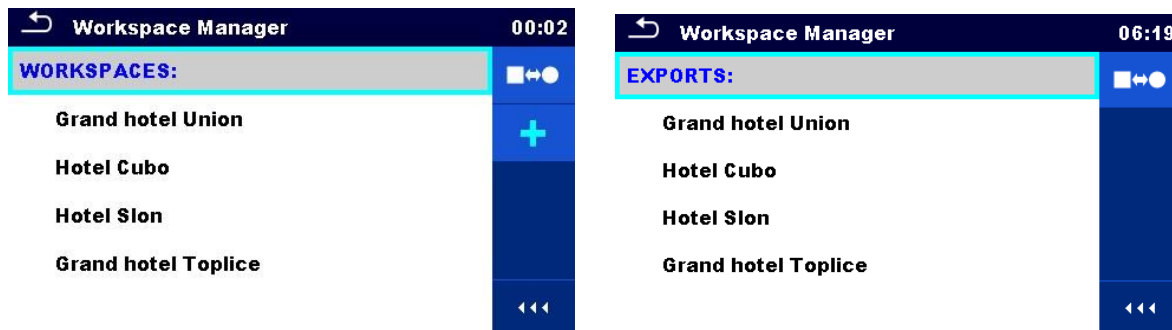 Workspace Manager 00:02
WORKSPACES:
Grand hotel Union
Hotel Cubo
Hotel Slon
Grand hotel Toplice
Workspace Manager 06:19
EXPORTS:
Grand hotel Union
Hotel Cubo
Hotel Slon
Grand hotel Toplice